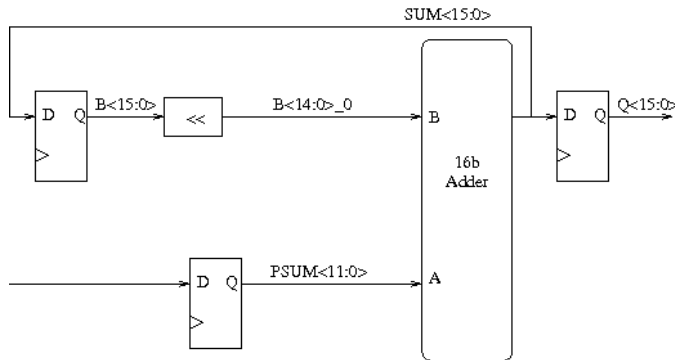 SUM<15:0>
D Q
B<15:0>
<<
B<14:0>_0
B
16b
Adder
A
D Q
Q<15:0>
D Q
PSUM<11:0>